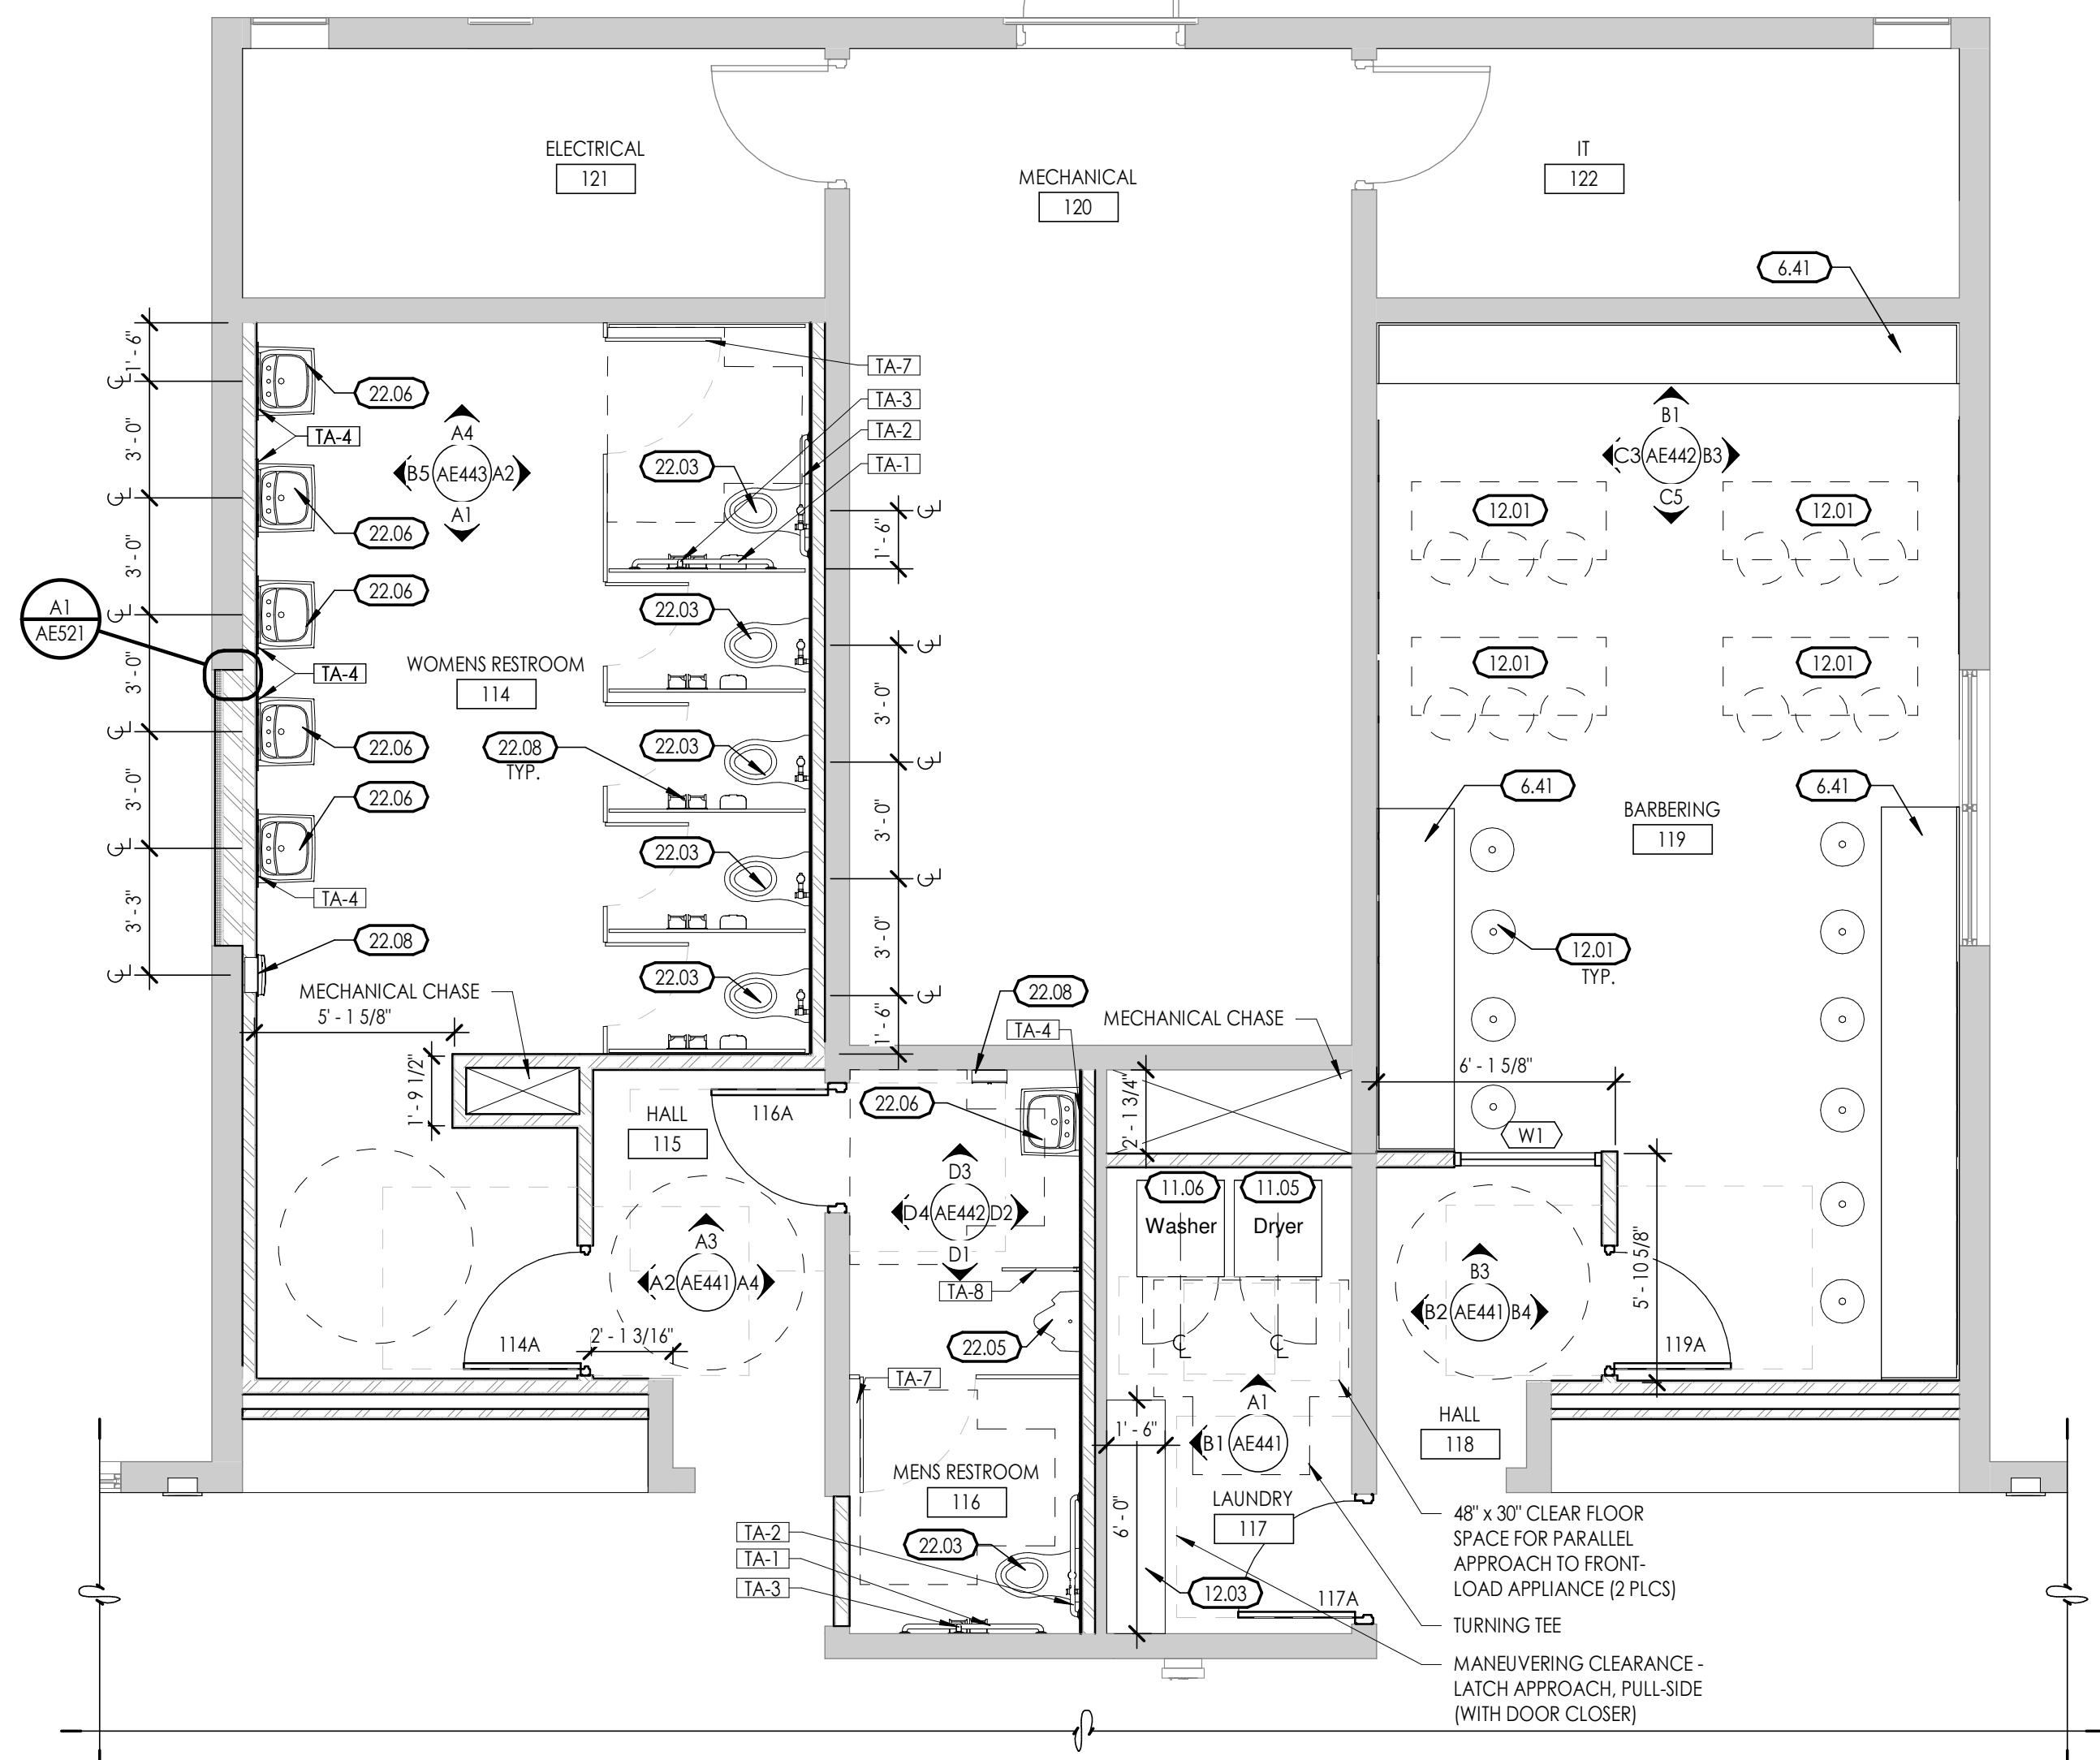 ELECTRICAL
121
MECHANICAL
120
IT
122
6.41
1' - 6"
3' - 0"
3' - 0"
3' - 0"
3' - 0"
3' - 3"
22.06
TA-4
22.06
22.06
TA-4
22.06
22.06
TA-4
22.08
A1
AE521
A4
B5 AE443 A2
A1
WOMENS RESTROOM
114
22.08
TYP.
22.03
22.03
22.03
22.03
22.03
TA-7
TA-3
TA-2
TA-1
1' - 6"
3' - 0"
3' - 0"
3' - 0"
1' - 6"
B1
C3 AE442 B3
C5
12.01
12.01
12.01
12.01
6.41
6.41
BARBERING
119
12.01
TYP.
MECHANICAL CHASE
5' - 1 5/8"
1' - 9 1/2"
HALL
115
116A
22.08
TA-4
22.06
MECHANICAL CHASE
2' - 1 3/4"
6' - 1 5/8"
W1
5' - 10 5/8"
D3
D4 AE442 D2
D1
TA-8
22.05
11.06
11.05
Washer
Dryer
A3
A2 AE441 A4
114A
2' - 1 3/16"
B3
B2 AE441 B4
119A
TA-7
MENS RESTROOM
116
22.03
TA-2
TA-1
TA-3
1' - 6"
6' - 0"
A1
B1 AE441
LAUNDRY
117
12.03
117A
HALL
118
48" x 30" CLEAR FLOOR
SPACE FOR PARALLEL
APPROACH TO FRONT-
LOAD APPLIANCE (2 PLCS)
TURNING TEE
MANEUVERING CLEARANCE -
LATCH APPROACH, PULL-SIDE
(WITH DOOR CLOSER)